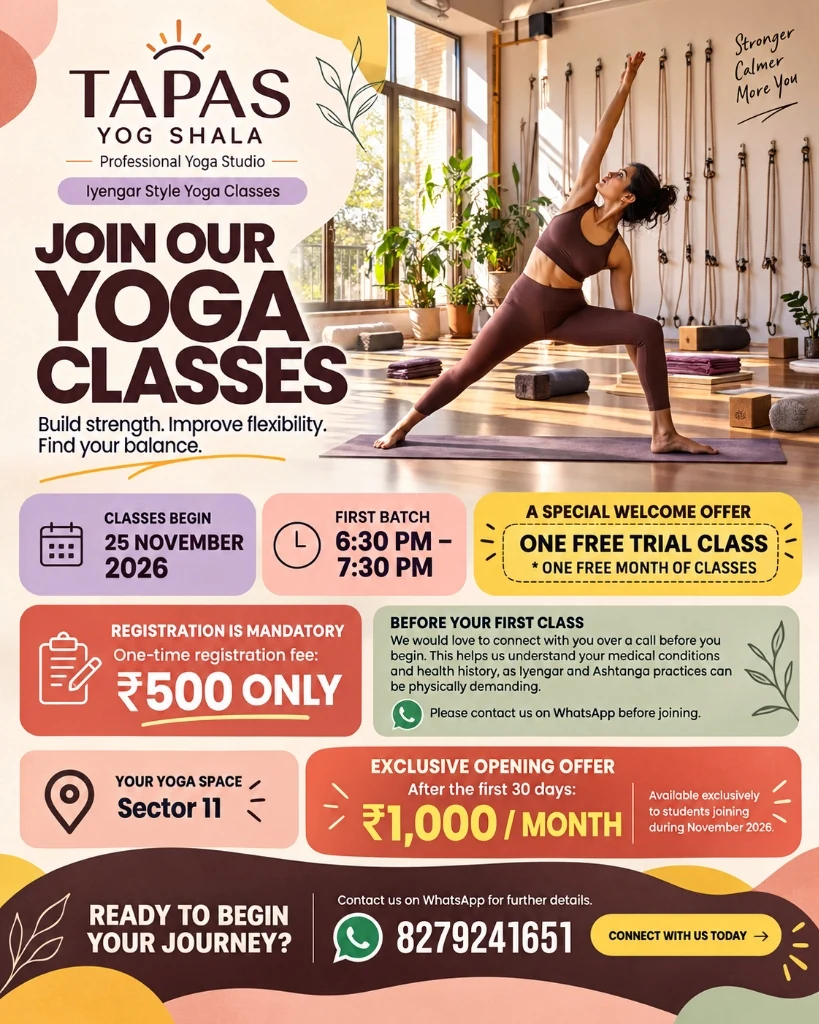 TAPAS
YOG SHALA
Professional Yoga Studio
Iyengar Style Yoga Classes
Stronger
Calmer
More You
JOIN OUR
YOGA
CLASSES
Build strength. Improve flexibility.
Find your balance.
CLASSES BEGIN
25 NOVEMBER
2026
FIRST BATCH
6:30 PM –
7:30 PM
A SPECIAL WELCOME OFFER
ONE FREE TRIAL CLASS
* ONE FREE MONTH OF CLASSES
REGISTRATION IS MANDATORY
One-time registration fee:
₹500 ONLY
BEFORE YOUR FIRST CLASS
We would love to connect with you over a call before you
begin. This helps us understand your medical conditions
and health history, as Iyengar and Ashtanga practices can
be physically demanding.
Please contact us on WhatsApp before joining.
YOUR YOGA SPACE
Sector 11
EXCLUSIVE OPENING OFFER
After the first 30 days:
₹1,000 / MONTH
Available exclusively
to students joining
during November 2026.
READY TO BEGIN
YOUR JOURNEY?
Contact us on WhatsApp for further details.
8279241651
CONNECT WITH US TODAY →